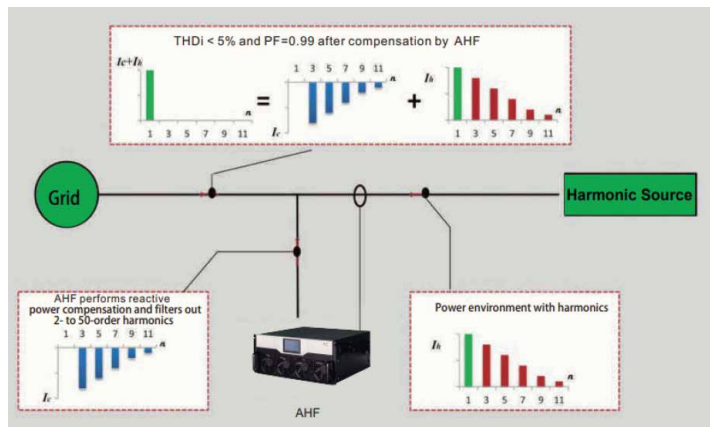 THDi < 5% and PF=0.99 after compensation by AHF
Ic+Ih
n
1 3 5 7 9 11
=
1 3 5 7 9 11
n
Ic
+
Ih
n
1 3 5 7 9 11
Grid
Harmonic Source
AHF performs reactive
power compensation and filters out
2- to 50-order harmonics
1 3 5 7 9 11
n
Ic
AHF
Power environment with harmonics
Ih
n
1 3 5 7 9 11